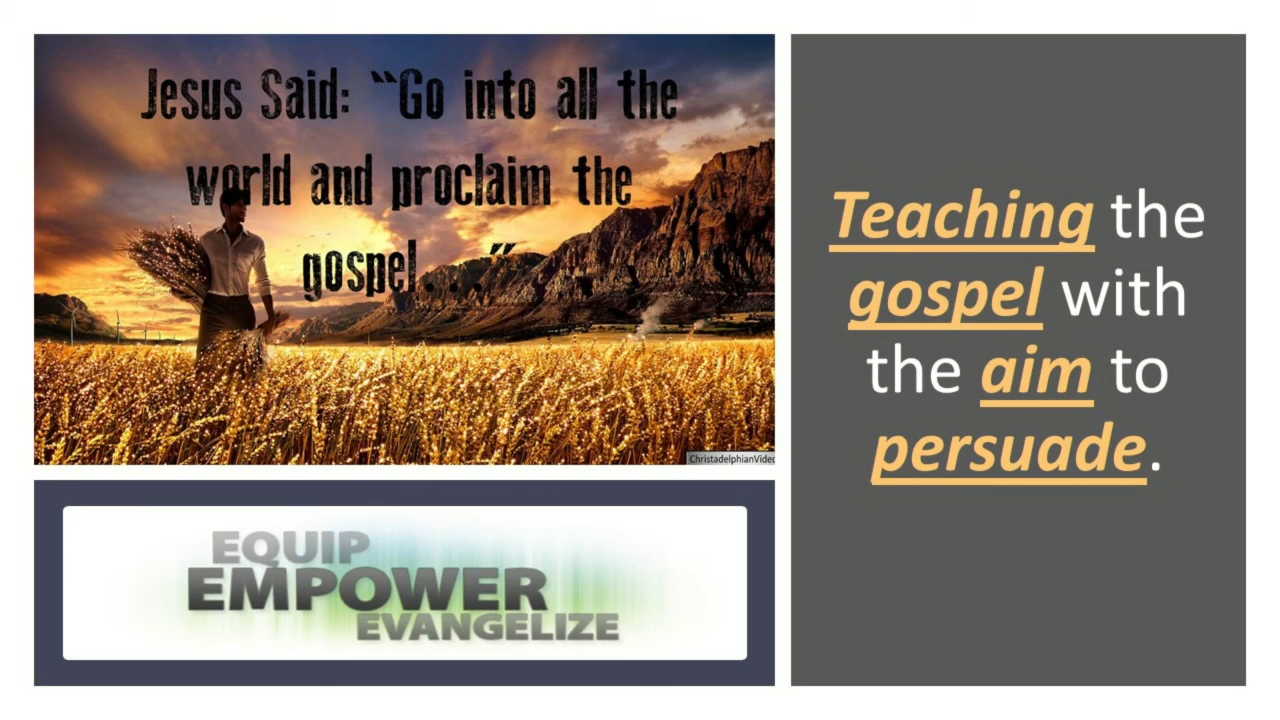 Jesus Said: “Go into all the
world and proclaim the
gospel...”
ChristadelphianVideo
EQUIP
EMPOWER
EVANGELIZE
Teaching the
gospel with
the aim to
persuade.